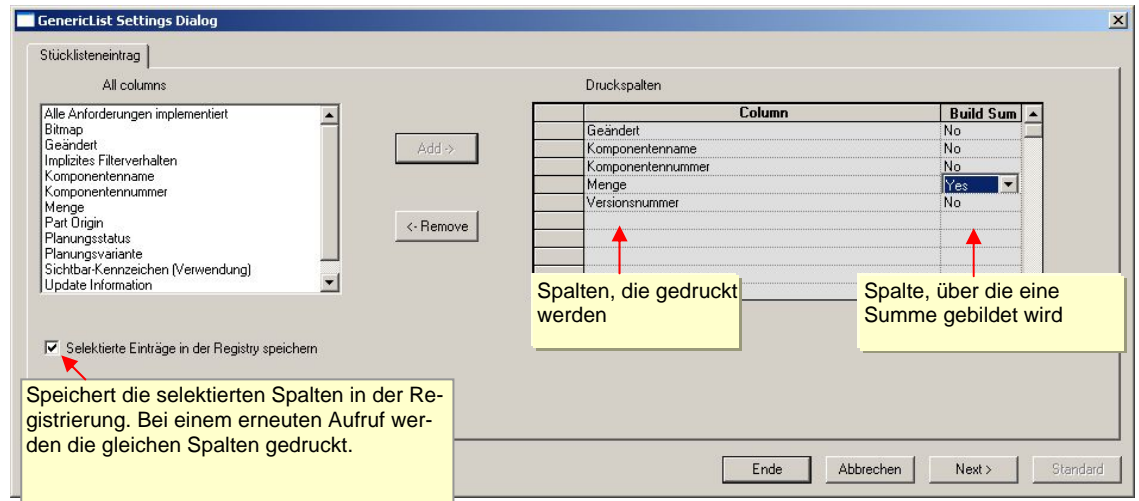 GenericList Settings Dialog
Stücklisteneintrag
All columns
Druckspalten
Alle Anforderungen implementiert
Bitmap
Geändert
Implizites Filterverhalten
Komponentenname
Komponentennummer
Menge
Part Origin
Planungsstatus
Planungsvariante
Sichtbar-Kennzeichen (Verwendung)
Update Information
Add ->
<- Remove
Column Build Sum
Geändert No
Komponentenname No
Komponentennummer No
Menge Yes
Versionsnummer No
Spalten, die gedruckt
werden
Spalte, über die eine
Summe gebildet wird
Selektierte Einträge in der Registry speichern
Speichert die selektierten Spalten in der Re-
gistrierung. Bei einem erneuten Aufruf wer-
den die gleichen Spalten gedruckt.
Ende Abbrechen Next > Standard